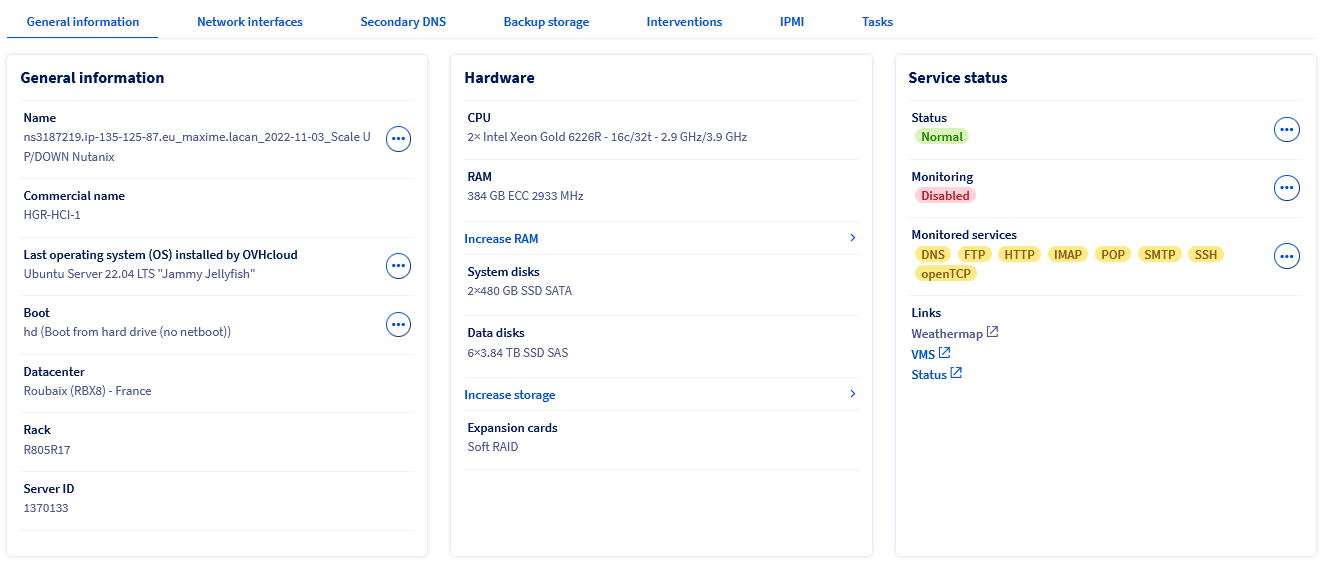 General information
Network interfaces
Secondary DNS
Backup storage
Interventions
IPMI
Tasks
General information
Name
ns3187219.ip-135-125-87.eu_maxime.lacan_2022-11-03_Scale U
P/DOWN Nutanix
Commercial name
HGR-HCI-1
Last operating system (OS) installed by OVHcloud
Ubuntu Server 22.04 LTS "Jammy Jellyfish"
Boot
hd (Boot from hard drive (no netboot))
Datacenter
Roubaix (RBX8) - France
Rack
R805R17
Server ID
1370133
Hardware
CPU
2× Intel Xeon Gold 6226R - 16c/32t - 2.9 GHz/3.9 GHz
RAM
384 GB ECC 2933 MHz
Increase RAM
System disks
2×480 GB SSD SATA
Data disks
6×3.84 TB SSD SAS
Increase storage
Expansion cards
Soft RAID
Service status
Status
Normal
Monitoring
Disabled
Monitored services
DNS FTP HTTP IMAP POP SMTP SSH
openTCP
Links
Weathermap
VMS
Status